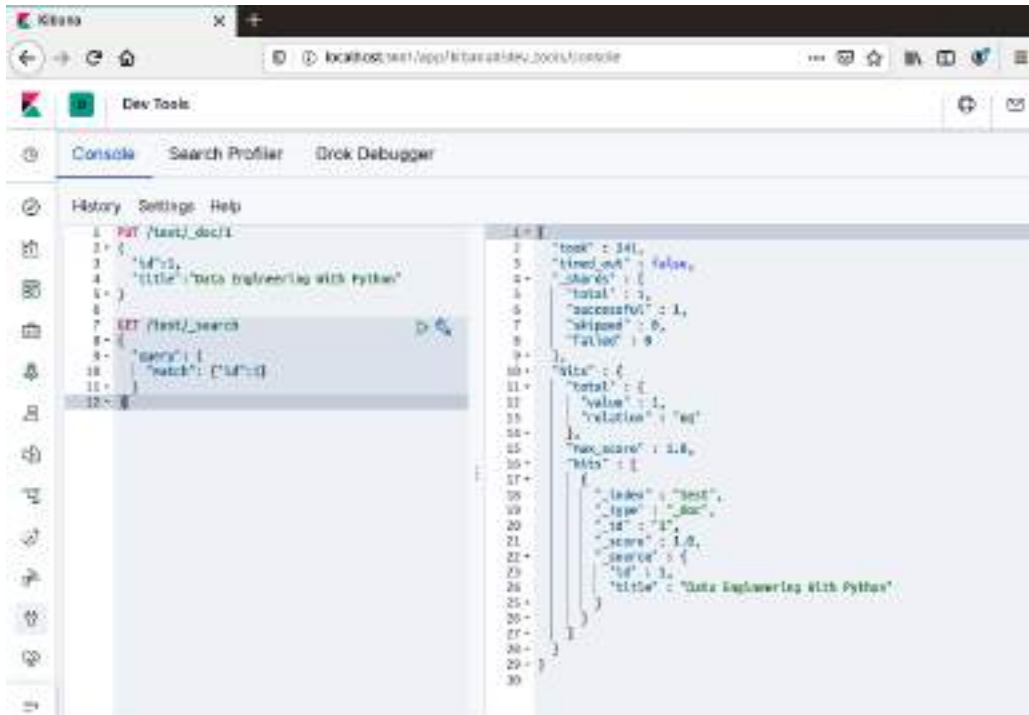 Kibana
localhost:5601/app/kibana#/dev_tools/console
Dev Tools
Console Search Profiler Grok Debugger
History Settings Help
1 PUT /test/_doc/1
2 {
3 "id":1,
4 "title":"Data Engineering With Python"
5 }
6
7 GET /test/_search
8 {
9 "query": {
10 "match": {"id":1}
11 }
12 }
1 {
2 "took" : 341,
3 "timed_out" : false,
4 "_shards" : {
5 "total" : 1,
6 "successful" : 1,
7 "skipped" : 0,
8 "failed" : 0
9 },
10 "hits" : {
11 "total" : {
12 "value" : 1,
13 "relation" : "eq"
14 },
15 "max_score" : 1.0,
16 "hits" : [
17 {
18 "_index" : "test",
19 "_type" : "_doc",
20 "_id" : "1",
21 "_score" : 1.0,
22 "_source" : {
23 "id" : 1,
24 "title" : "Data Engineering With Python"
25 }
26 }
27 ]
28 }
29 }
30